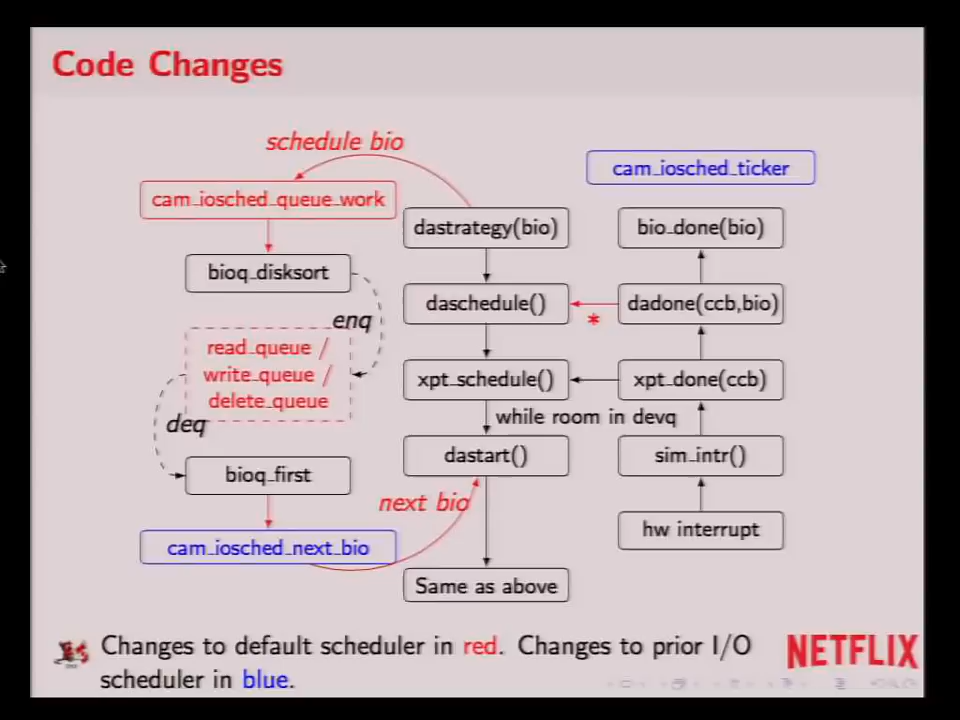 Code Changes
schedule bio
cam_iosched_ticker
cam_iosched_queue_work
dastrategy(bio)
bio_done(bio)
bioq_disksort
daschedule()
dadone(ccb,bio)
*
enq
read_queue /
write_queue /
delete_queue
xpt_schedule()
xpt_done(ccb)
while room in devq
deq
dastart()
sim_intr()
bioq_first
next bio
hw interrupt
cam_iosched_next_bio
Same as above
Changes to default scheduler in red. Changes to prior I/O
scheduler in blue.
NETFLIX